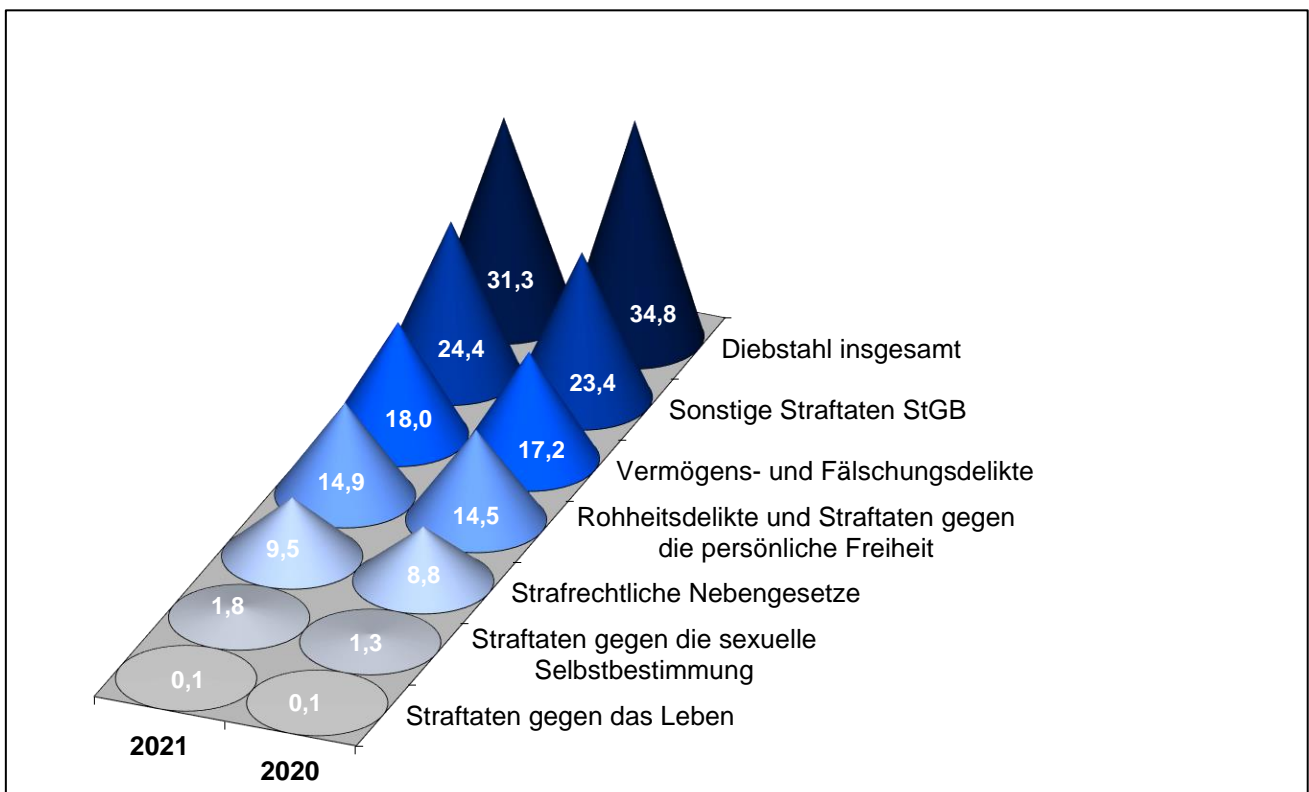 31,3
34,8
Diebstahl insgesamt
24,4
23,4
Sonstige Straftaten StGB
18,0
17,2
Vermögens- und Fälschungsdelikte
14,9
14,5
Rohheitsdelikte und Straftaten gegen
die persönliche Freiheit
9,5
8,8
Strafrechtliche Nebengesetze
1,8
1,3
Straftaten gegen die sexuelle
Selbstbestimmung
0,1
0,1
Straftaten gegen das Leben
2021
2020